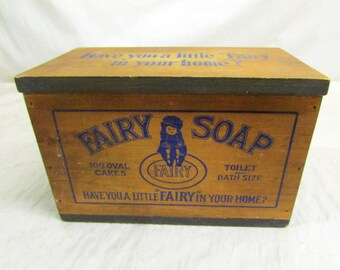 Have you a little Fairy
in your home?
FAIRY SOAP
100 OVAL
CAKES
FAIRY
TOILET
& BATH SIZE
HAVE YOU A LITTLE "FAIRY" IN YOUR HOME?